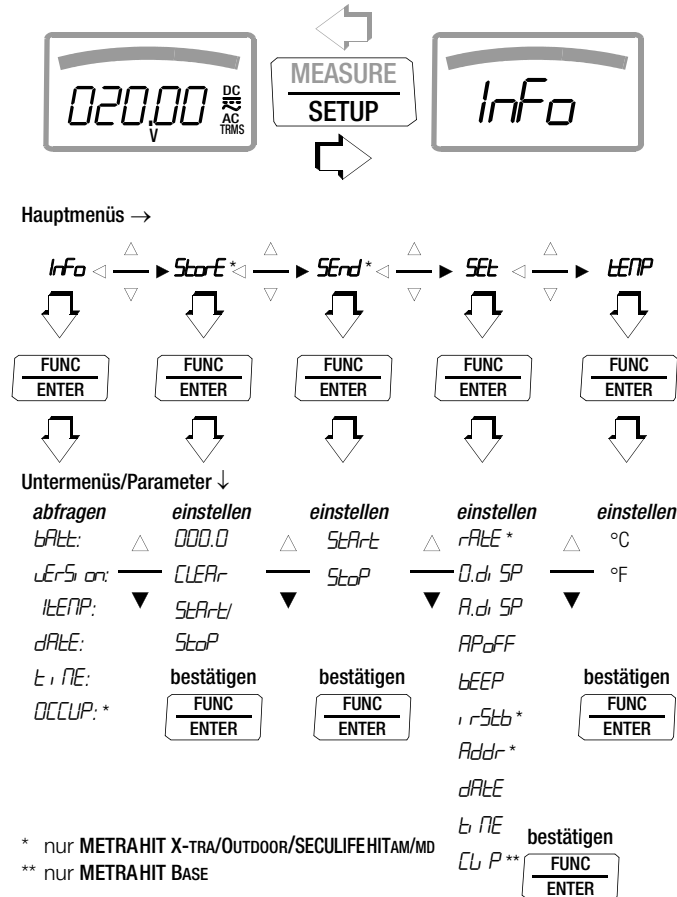 MEASURE
SETUP
020.00 V DC AC TRMS
InFo
Hauptmenüs →
InFo StorE * SEnd * SEt tEMP
FUNC FUNC FUNC FUNC FUNC
ENTER ENTER ENTER ENTER ENTER
Untermenüs/Parameter ↓
abfragen einstellen einstellen einstellen einstellen
bAtt: 000.0 StArt rAtE * °C
vErSion: CLEAr StoP 0.diSP °F
ItEMP: StArt/ A.diSP
dAtE: StoP APoFF
tiME: bestätigen bestätigen bEEP bestätigen
OCCUP: * FUNC FUNC irStb * FUNC
ENTER ENTER Addr * ENTER
dAtE
tiME bestätigen
CLiP ** FUNC
ENTER
* nur METRAHIT X-TRA/OUTDOOR/SECULIFE HITAM/MD
** nur METRAHIT BASE